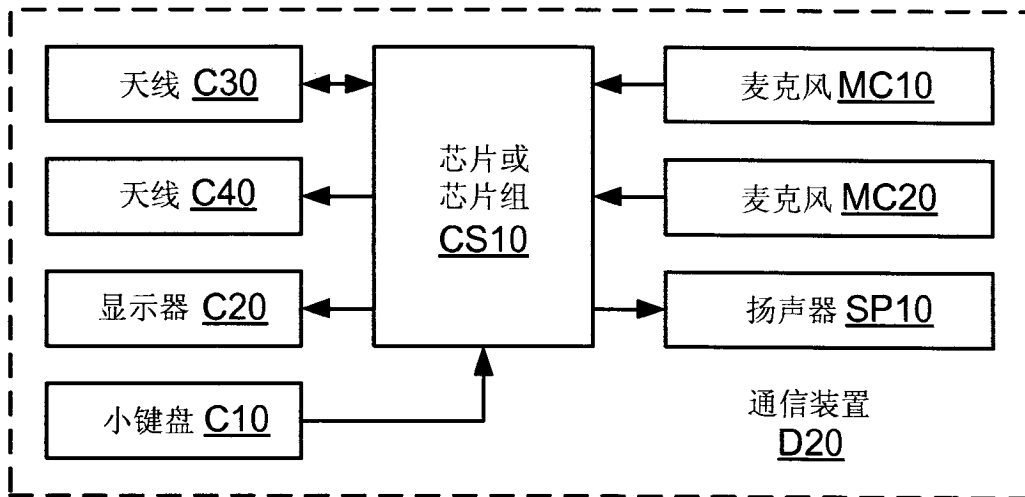 天线 C30
天线 C40
显示器 C20
小键盘 C10
芯片或
芯片组
CS10
麦克风 MC10
麦克风 MC20
扬声器 SP10
通信装置
D20